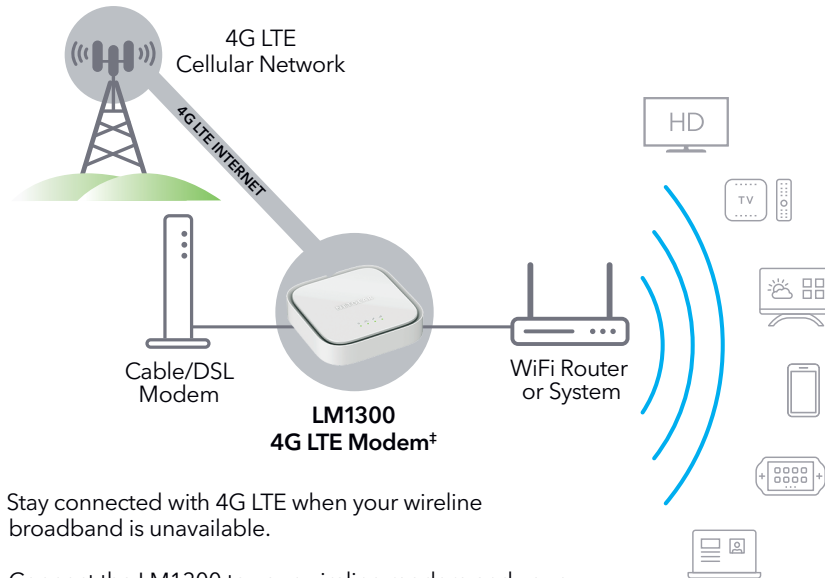 4G LTE
Cellular Network
4G LTE INTERNET
HD
TV
Cable/DSL
Modem
LM1300
4G LTE Modem‡
WiFi Router
or System
Stay connected with 4G LTE when your wireline
broadband is unavailable.